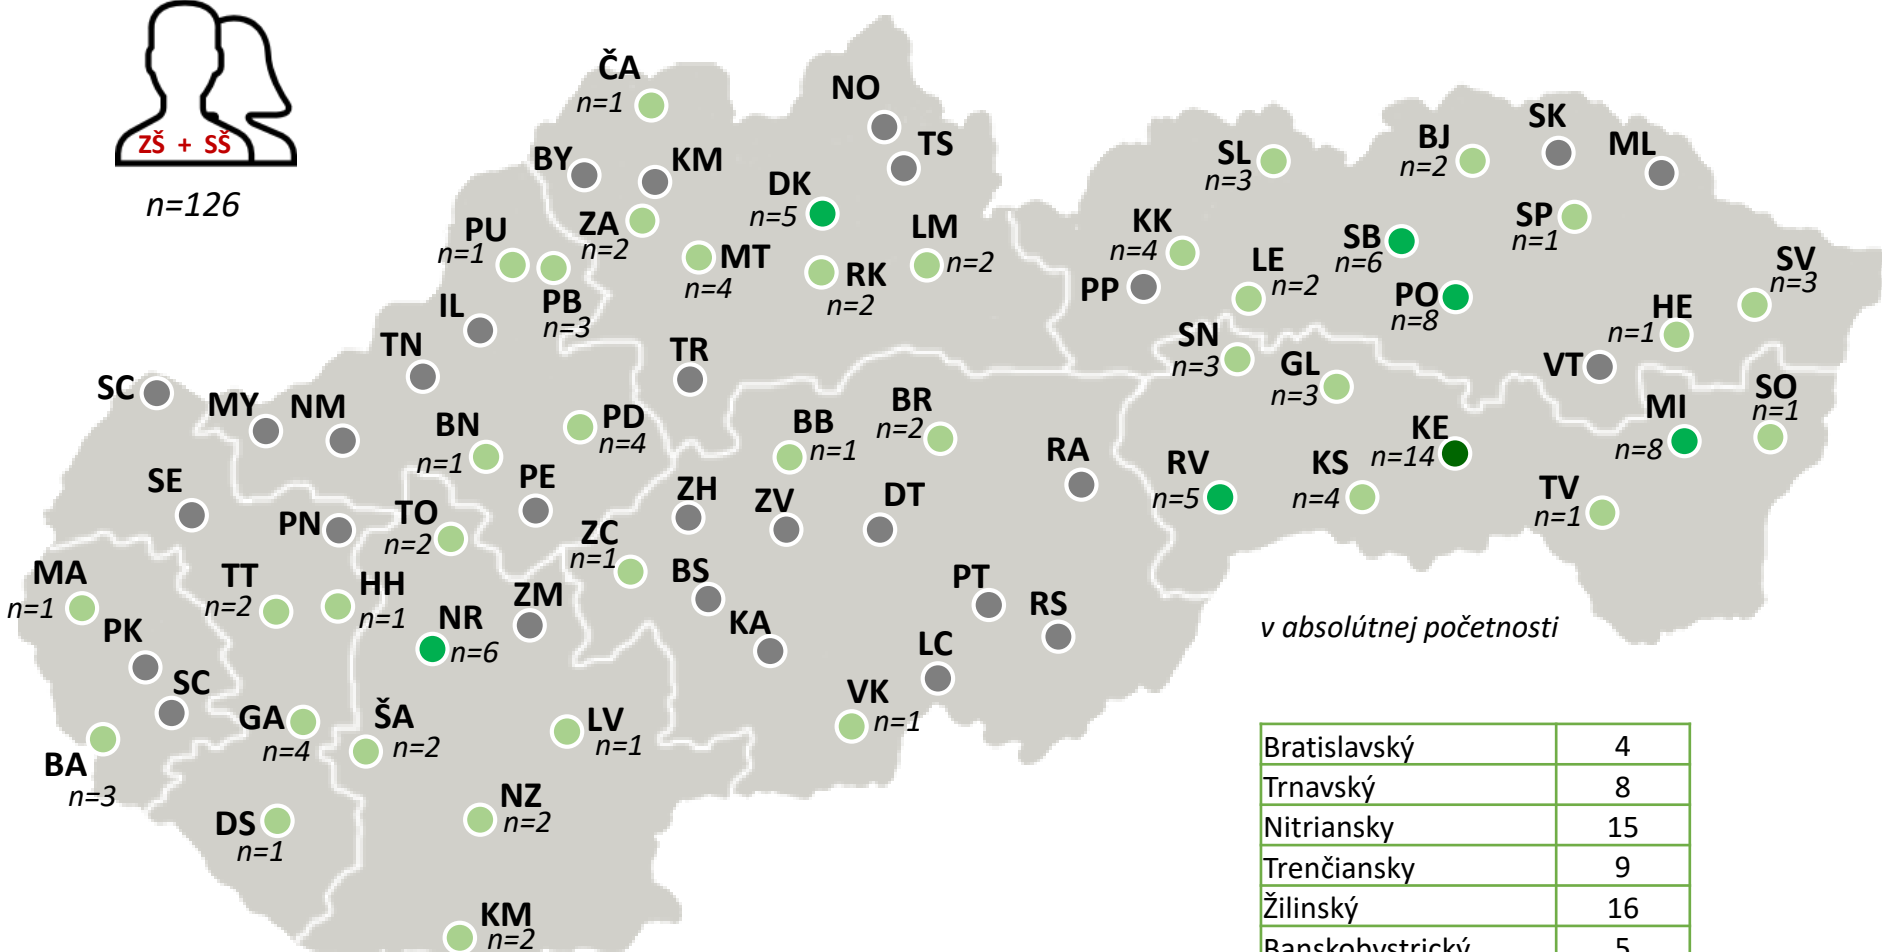 ZŠ + SŠ
n=126
ČA
n=1
NO
TS
BY
KM
DK
n=5
ZA
n=2
PU
n=1
PB
n=3
MT
n=4
RK
n=2
LM
n=2
IL
TN
TR
SL
n=3
BJ
n=2
SK
ML
KK
n=4
PP
LE
n=2
SB
n=6
SP
n=1
PO
n=8
SV
n=3
HE
n=1
VT
SN
n=3
GL
n=3
SO
n=1
MI
n=8
KE
n=14
KS
n=4
RV
n=5
TV
n=1
SC
MY
NM
BN
n=1
PD
n=4
PE
BB
n=1
BR
n=2
RA
SE
PN
TO
n=2
ZH
ZV
DT
ZC
n=1
MA
n=1
TT
n=2
HH
n=1
NR
n=6
ZM
BS
KA
PT
RS
PK
SC
LC
VK
n=1
GA
n=4
ŠA
n=2
LV
n=1
BA
n=3
DS
n=1
NZ
n=2
KM
n=2
v absolútnej početnosti
Bratislavský 4
Trnavský 8
Nitriansky 15
Trenčiansky 9
Žilinský 16
Banskobystrický 5